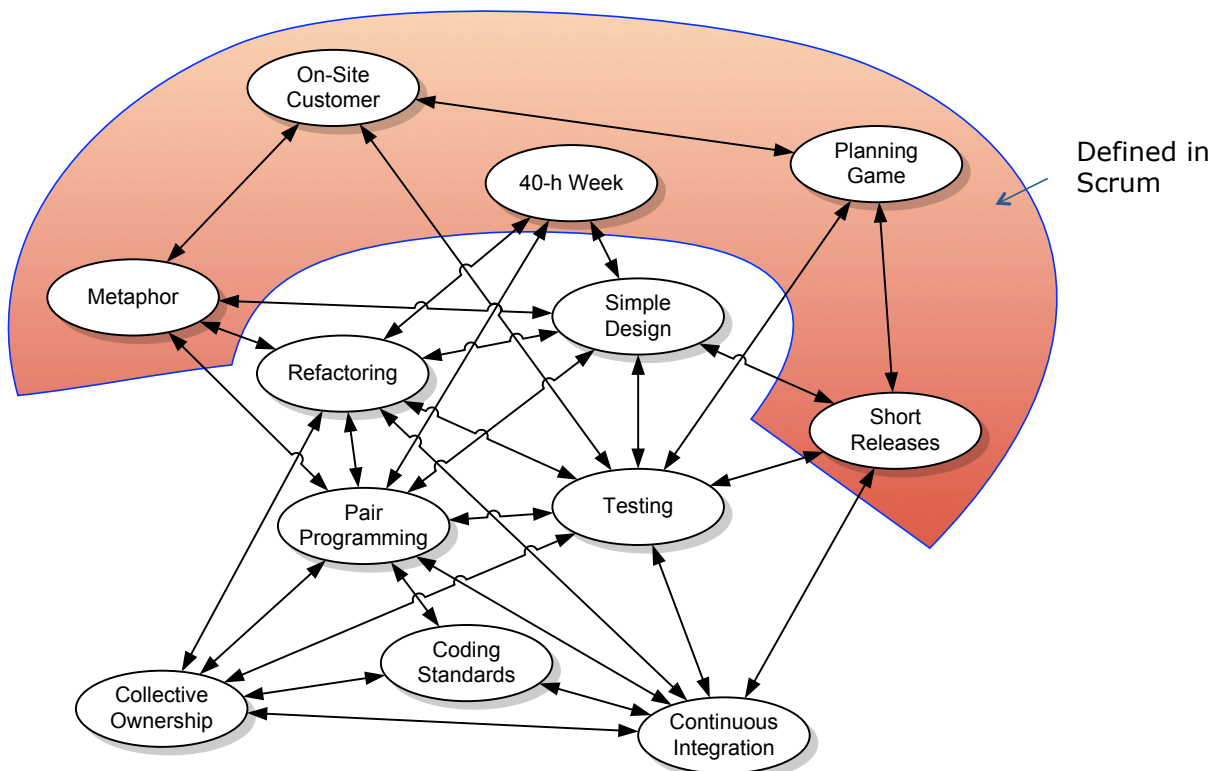 On-Site
Customer
Planning
Game
Defined in
Scrum
40-h Week
Metaphor
Simple
Design
Refactoring
Short
Releases
Pair
Programming
Testing
Coding
Standards
Collective
Ownership
Continuous
Integration